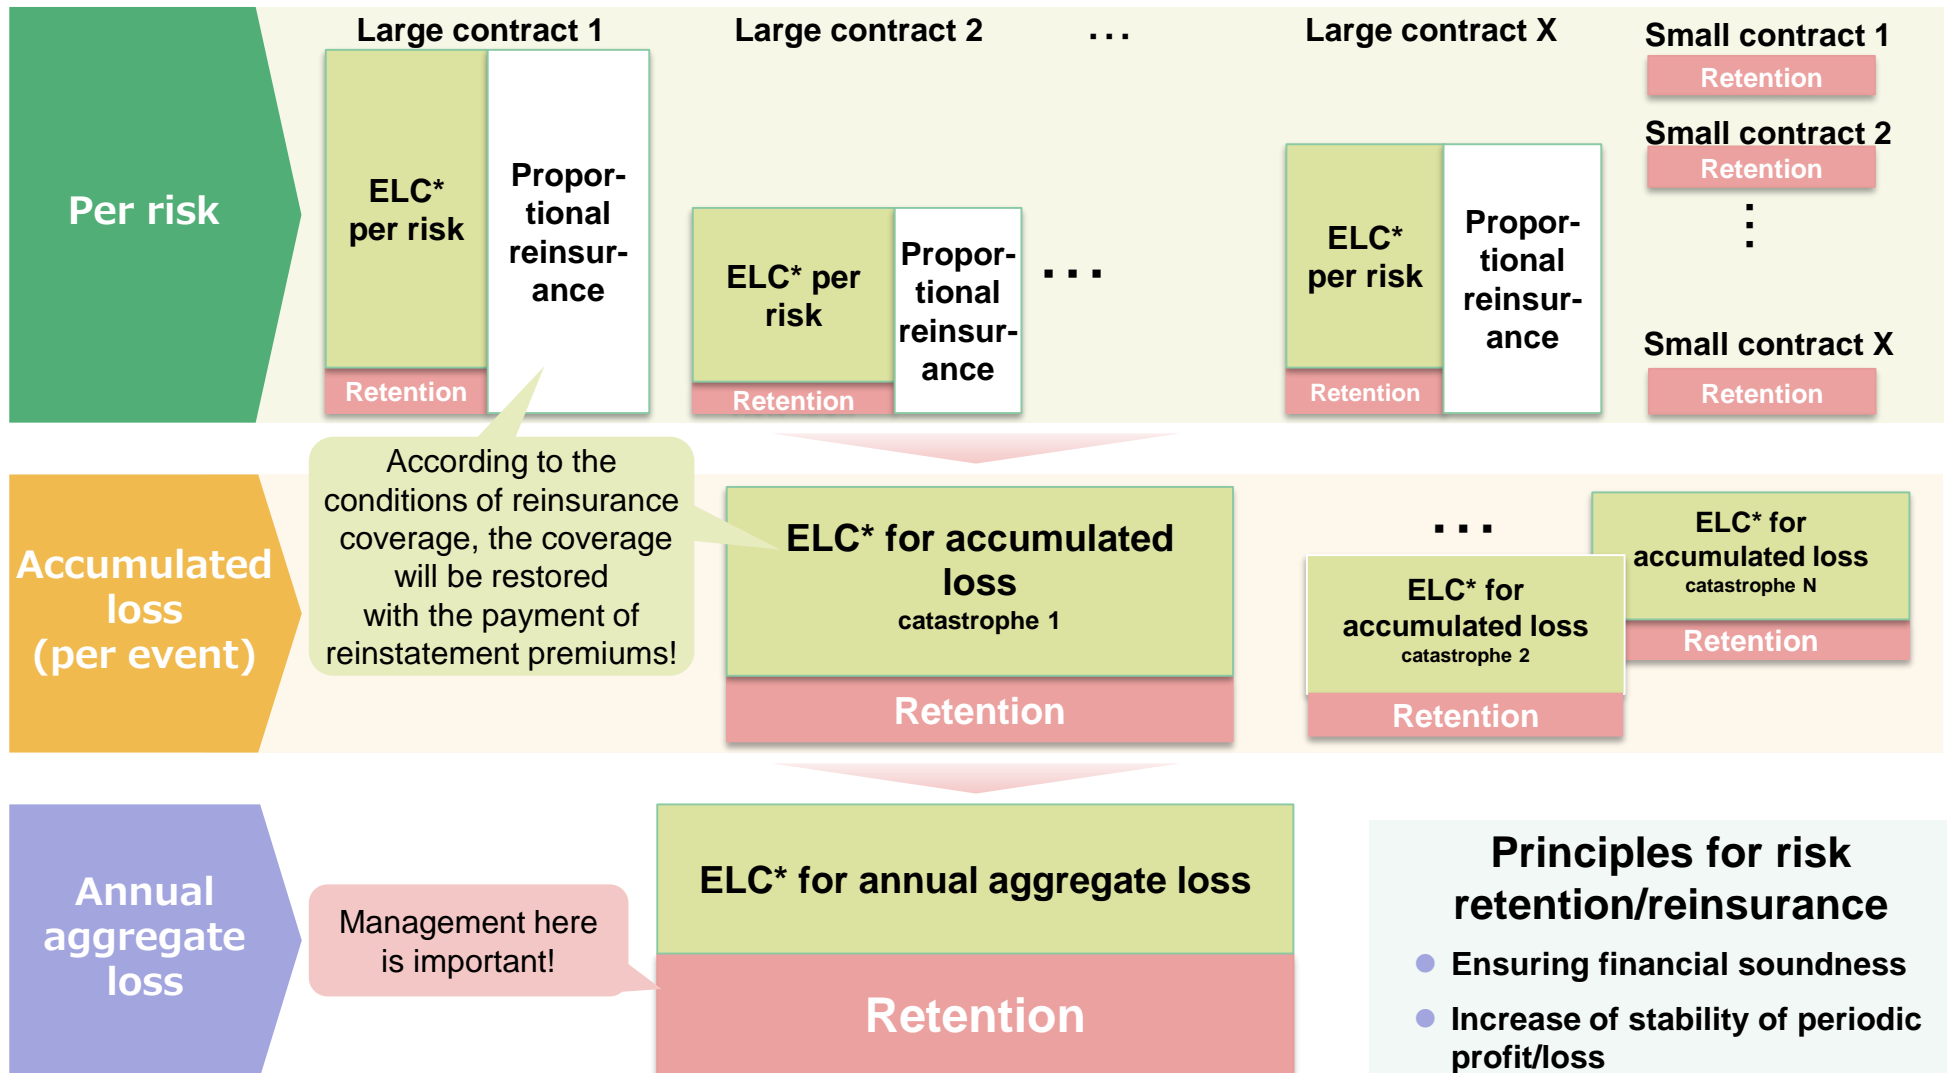 Per risk
Large contract 1
Large contract 2
...
Large contract X
Small contract 1
Retention
Small contract 2
Retention
...
Small contract X
Retention
ELC*
per risk
Retention
Propor-
tional
reinsur-
ance
ELC* per
risk
Retention
Propor-
tional
reinsur-
ance
...
ELC*
per risk
Retention
Propor-
tional
reinsur-
ance
Accumulated
loss
(per event)
According to the
conditions of reinsurance
coverage, the coverage
will be restored
with the payment of
reinstatement premiums!
ELC* for accumulated
loss
catastrophe 1
Retention
...
ELC* for
accumulated loss
catastrophe 2
Retention
ELC* for
accumulated loss
catastrophe N
Retention
Annual
aggregate
loss
Management here
is important!
ELC* for annual aggregate loss
Retention
Principles for risk
retention/reinsurance
● Ensuring financial soundness
● Increase of stability of periodic
profit/loss